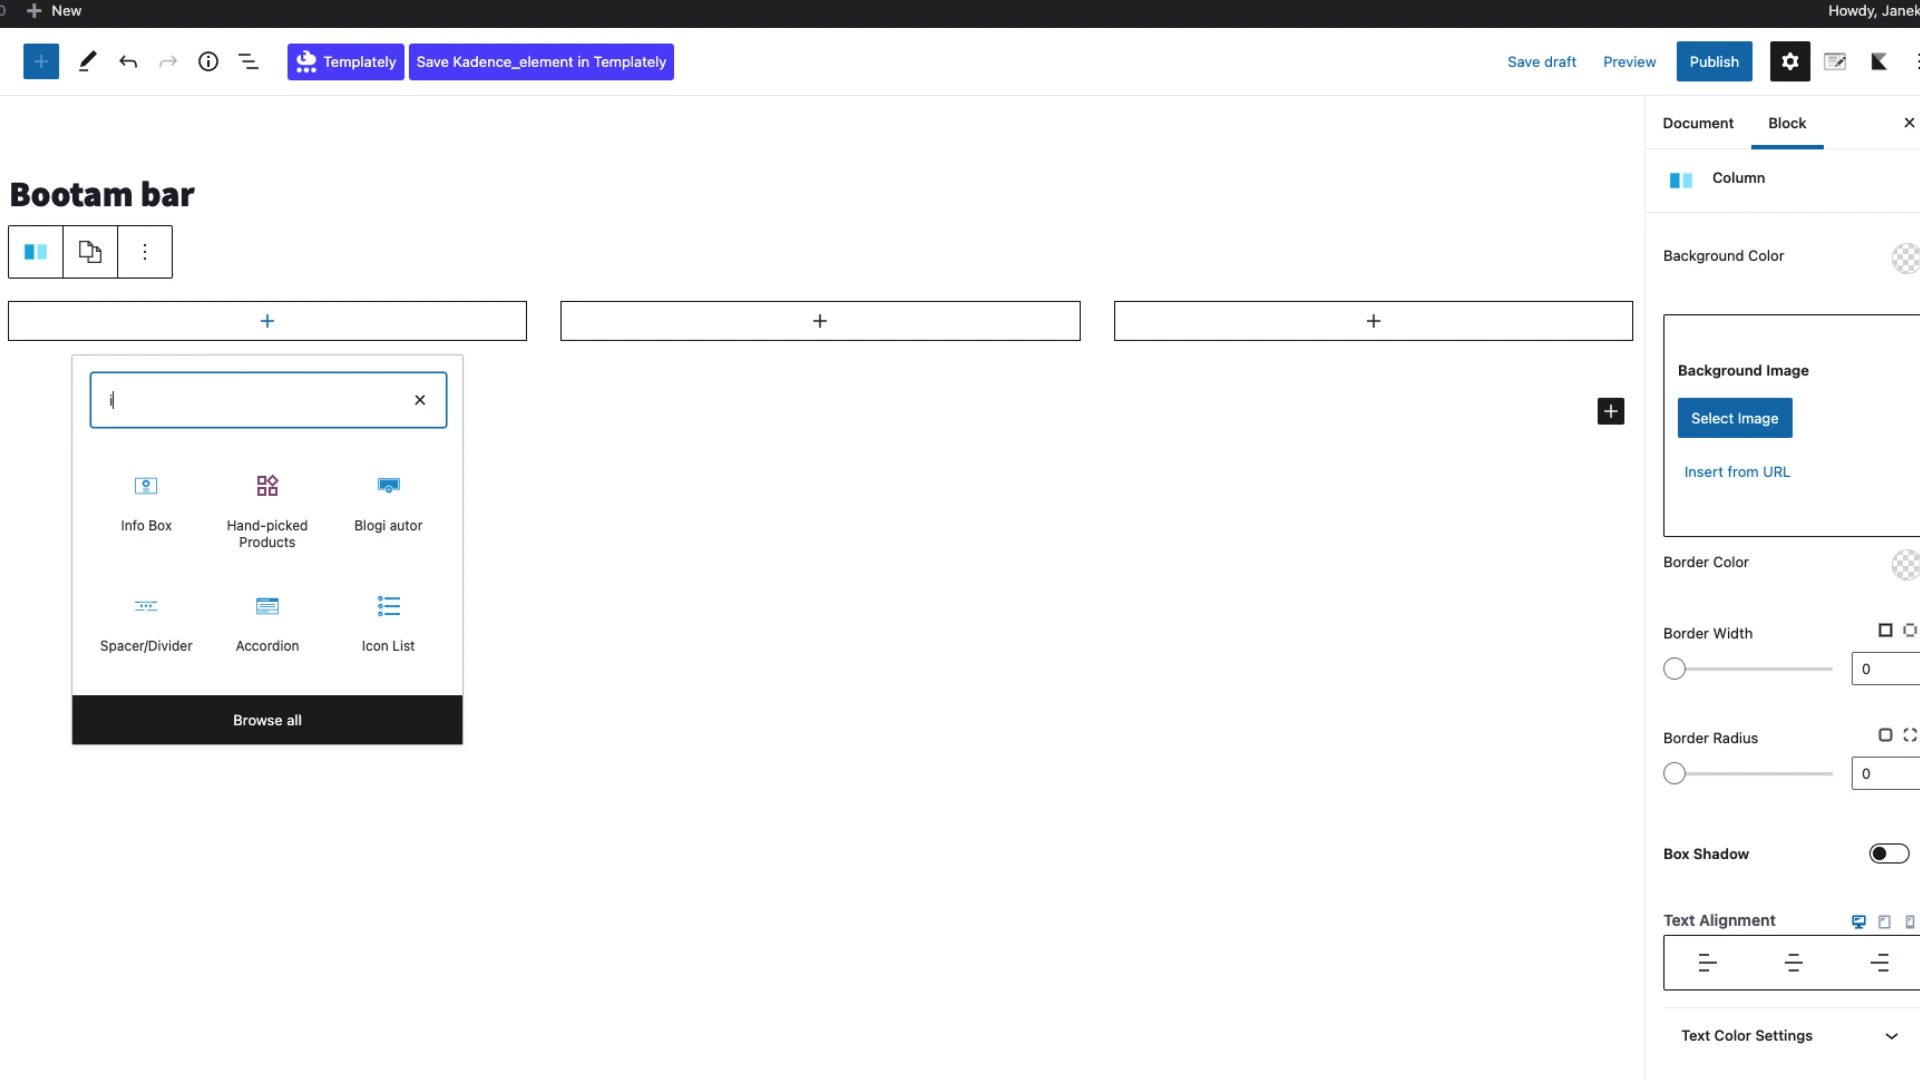 New
Howdy, Janek
Templately
Save Kadence_element in Templately
Save draft
Preview
Publish
Document
Block
Column
Bootam bar
Background Color
i
Background Image
Select Image
Insert from URL
Info Box
Hand-picked
Products
Blogi autor
Spacer/Divider
Accordion
Icon List
Browse all
Border Color
Border Width
0
Border Radius
0
Box Shadow
Text Alignment
Text Color Settings